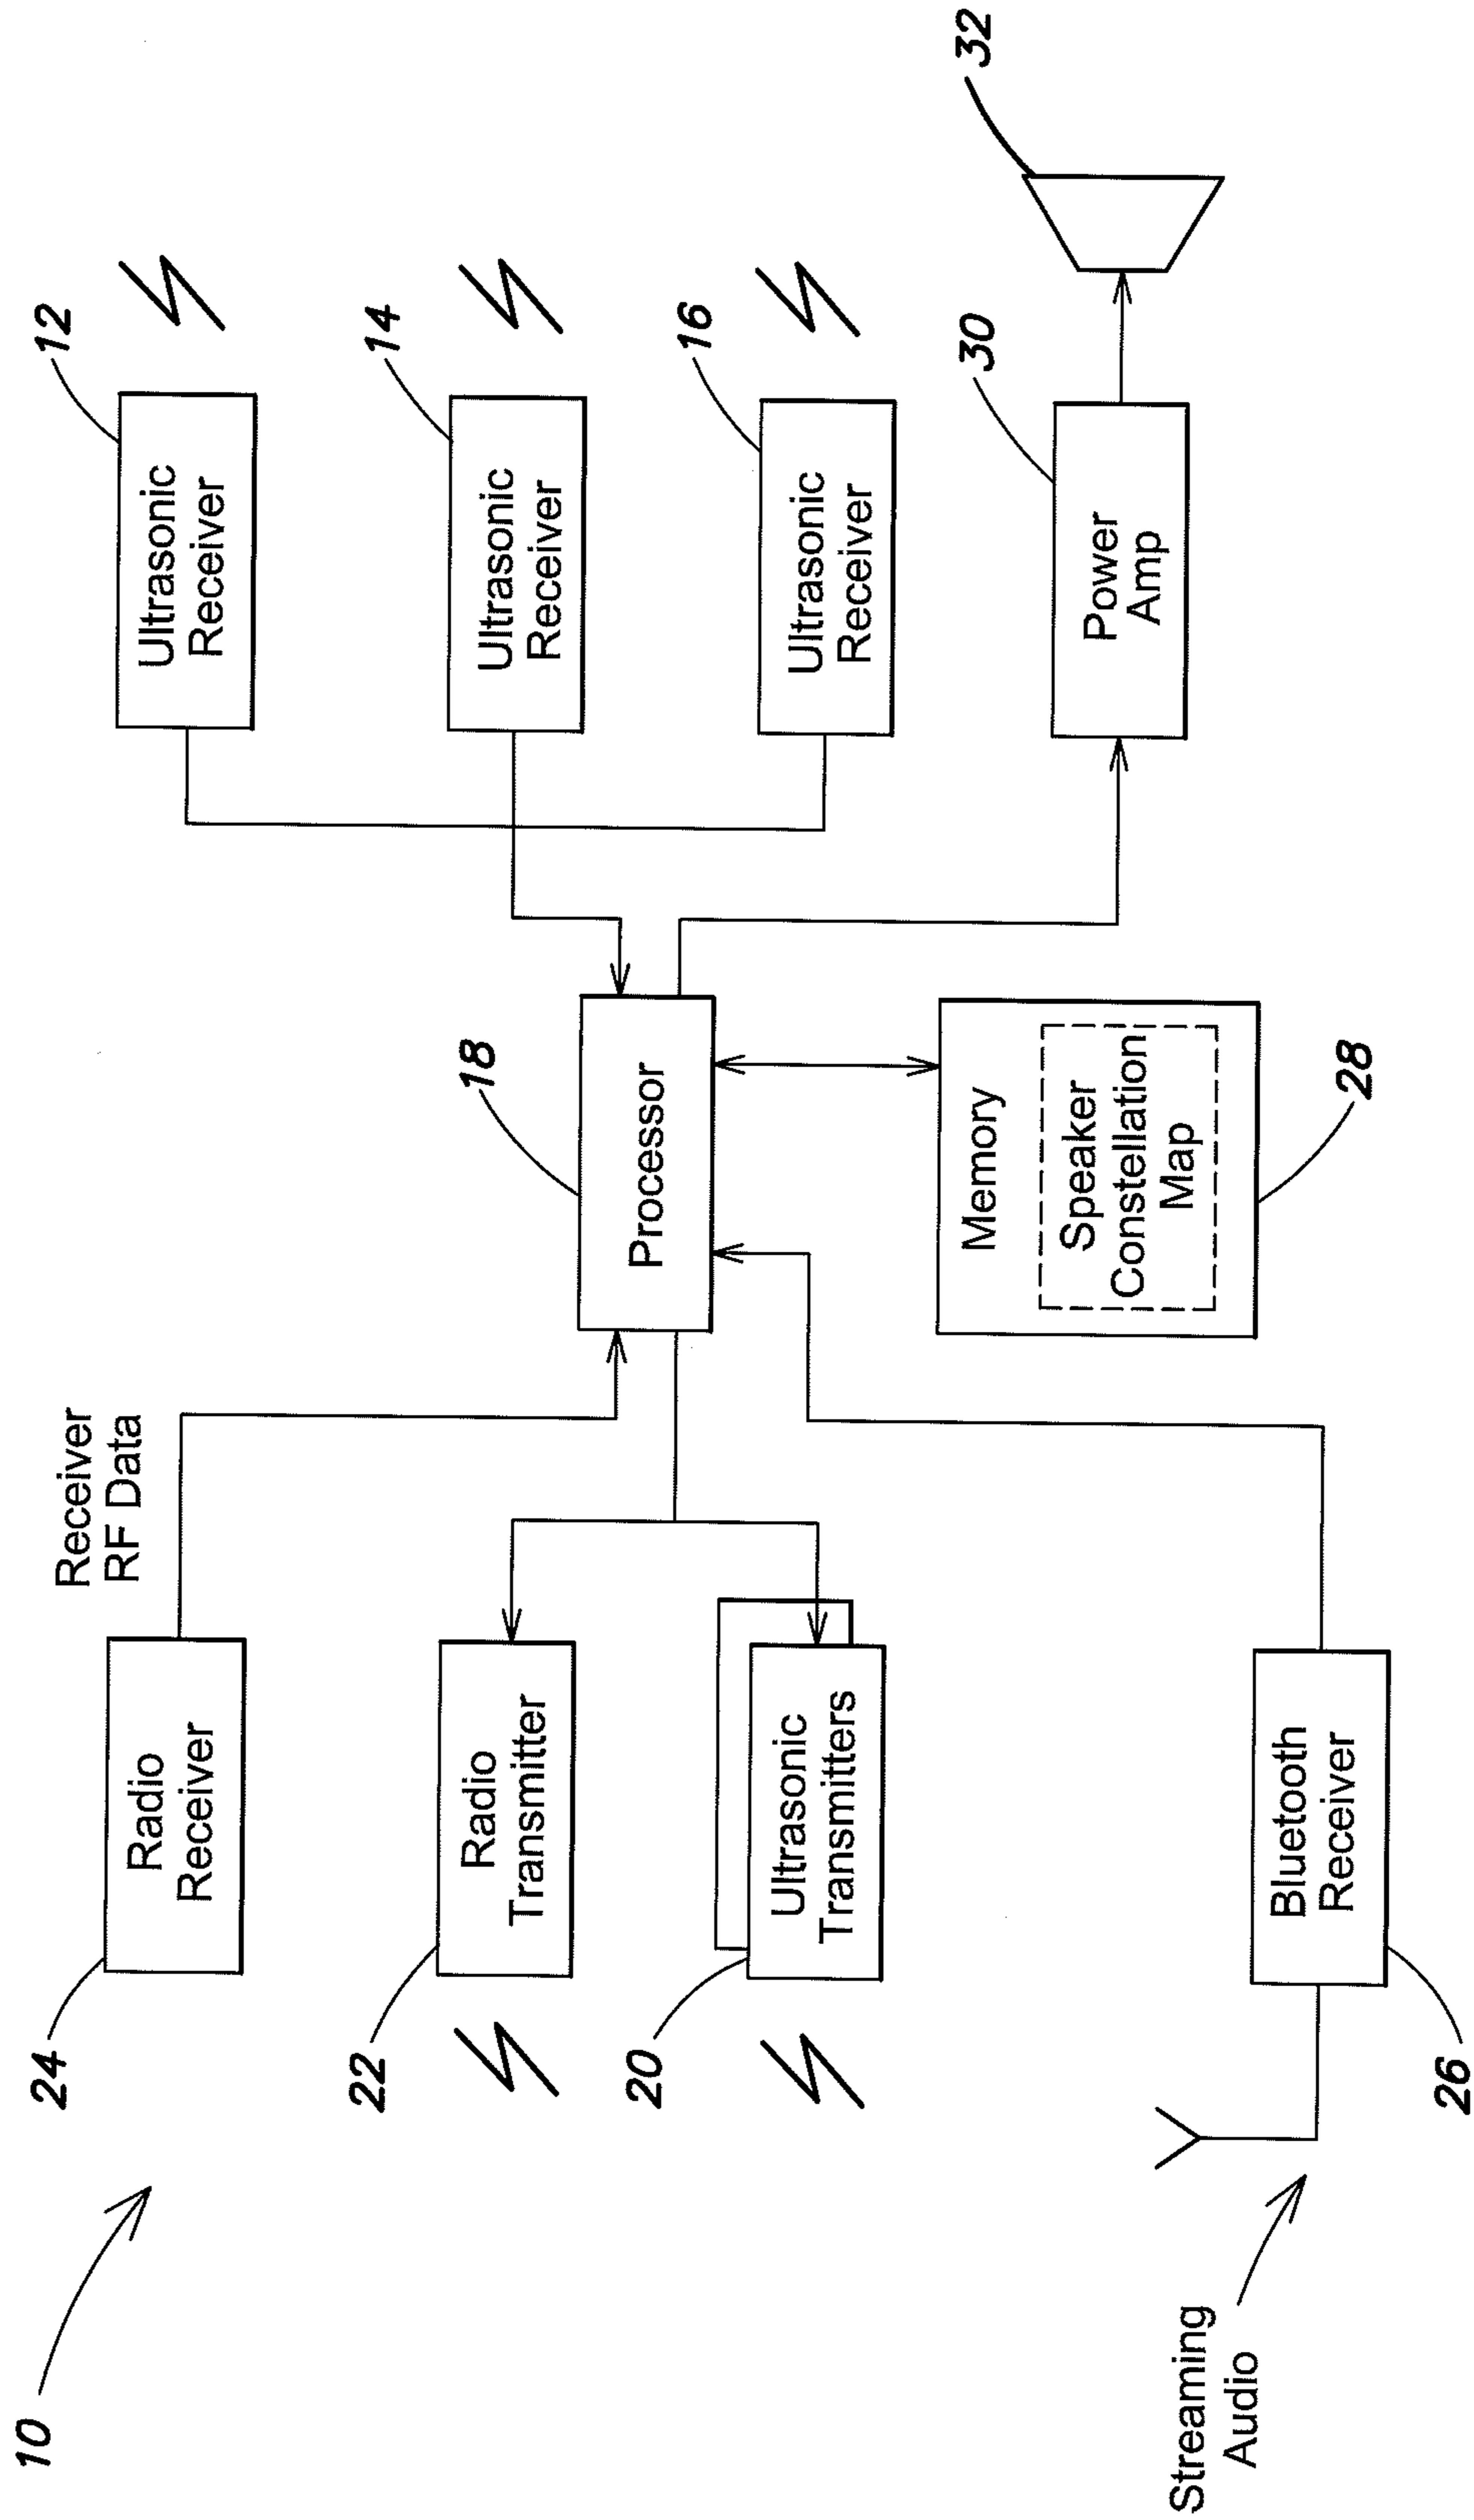 10
24
Radio
Receiver
Receiver
RF Data
22
Radio
Transmitter
20
Ultrasonic
Transmitters
Streaming
Audio
26
Bluetooth
Receiver
18
Processor
Memory
Speaker
Constellation
Map
28
12
Ultrasonic
Receiver
14
Ultrasonic
Receiver
16
Ultrasonic
Receiver
30
Power
Amp
32